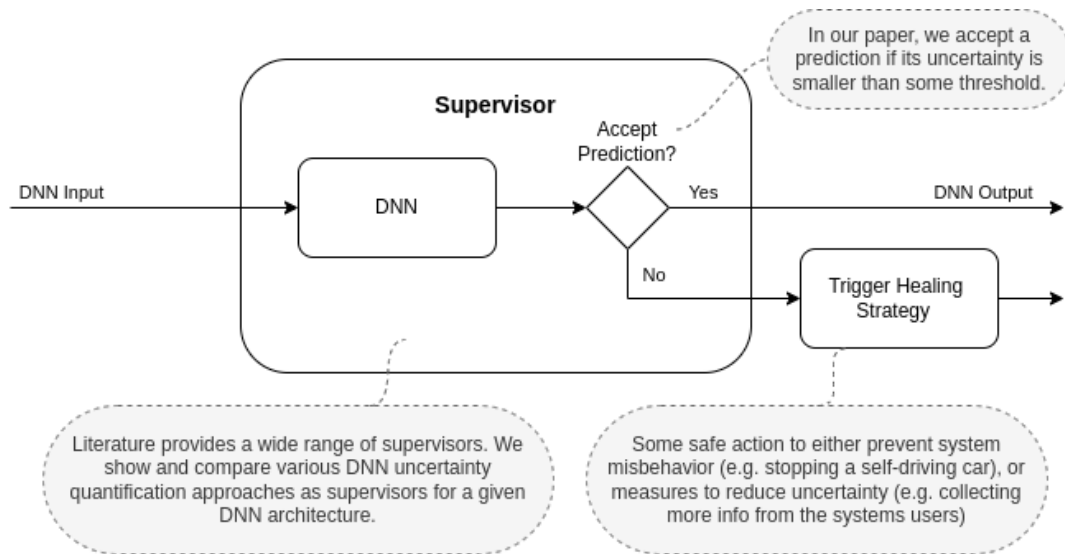 In our paper, we accept a
prediction if its uncertainty is
smaller than some threshold.
Supervisor
Accept
Prediction?
DNN Input
DNN
Yes
DNN Output
No
Trigger Healing
Strategy
Literature provides a wide range of supervisors. We
show and compare various DNN uncertainty
quantification approaches as supervisors for a given
DNN architecture.
Some safe action to either prevent system
misbehavior (e.g. stopping a self-driving car), or
measures to reduce uncertainty (e.g. collecting
more info from the systems users)